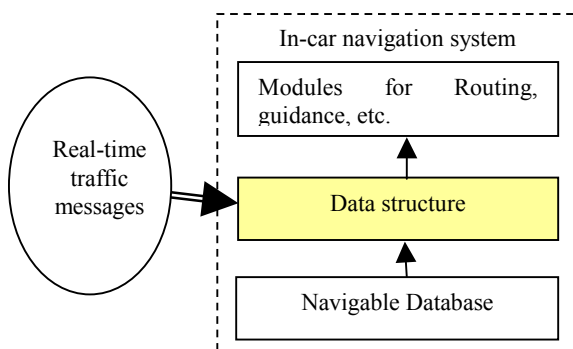 In-car navigation system
Modules for Routing,
guidance, etc.
Real-time
traffic
messages
Data structure
Navigable Database